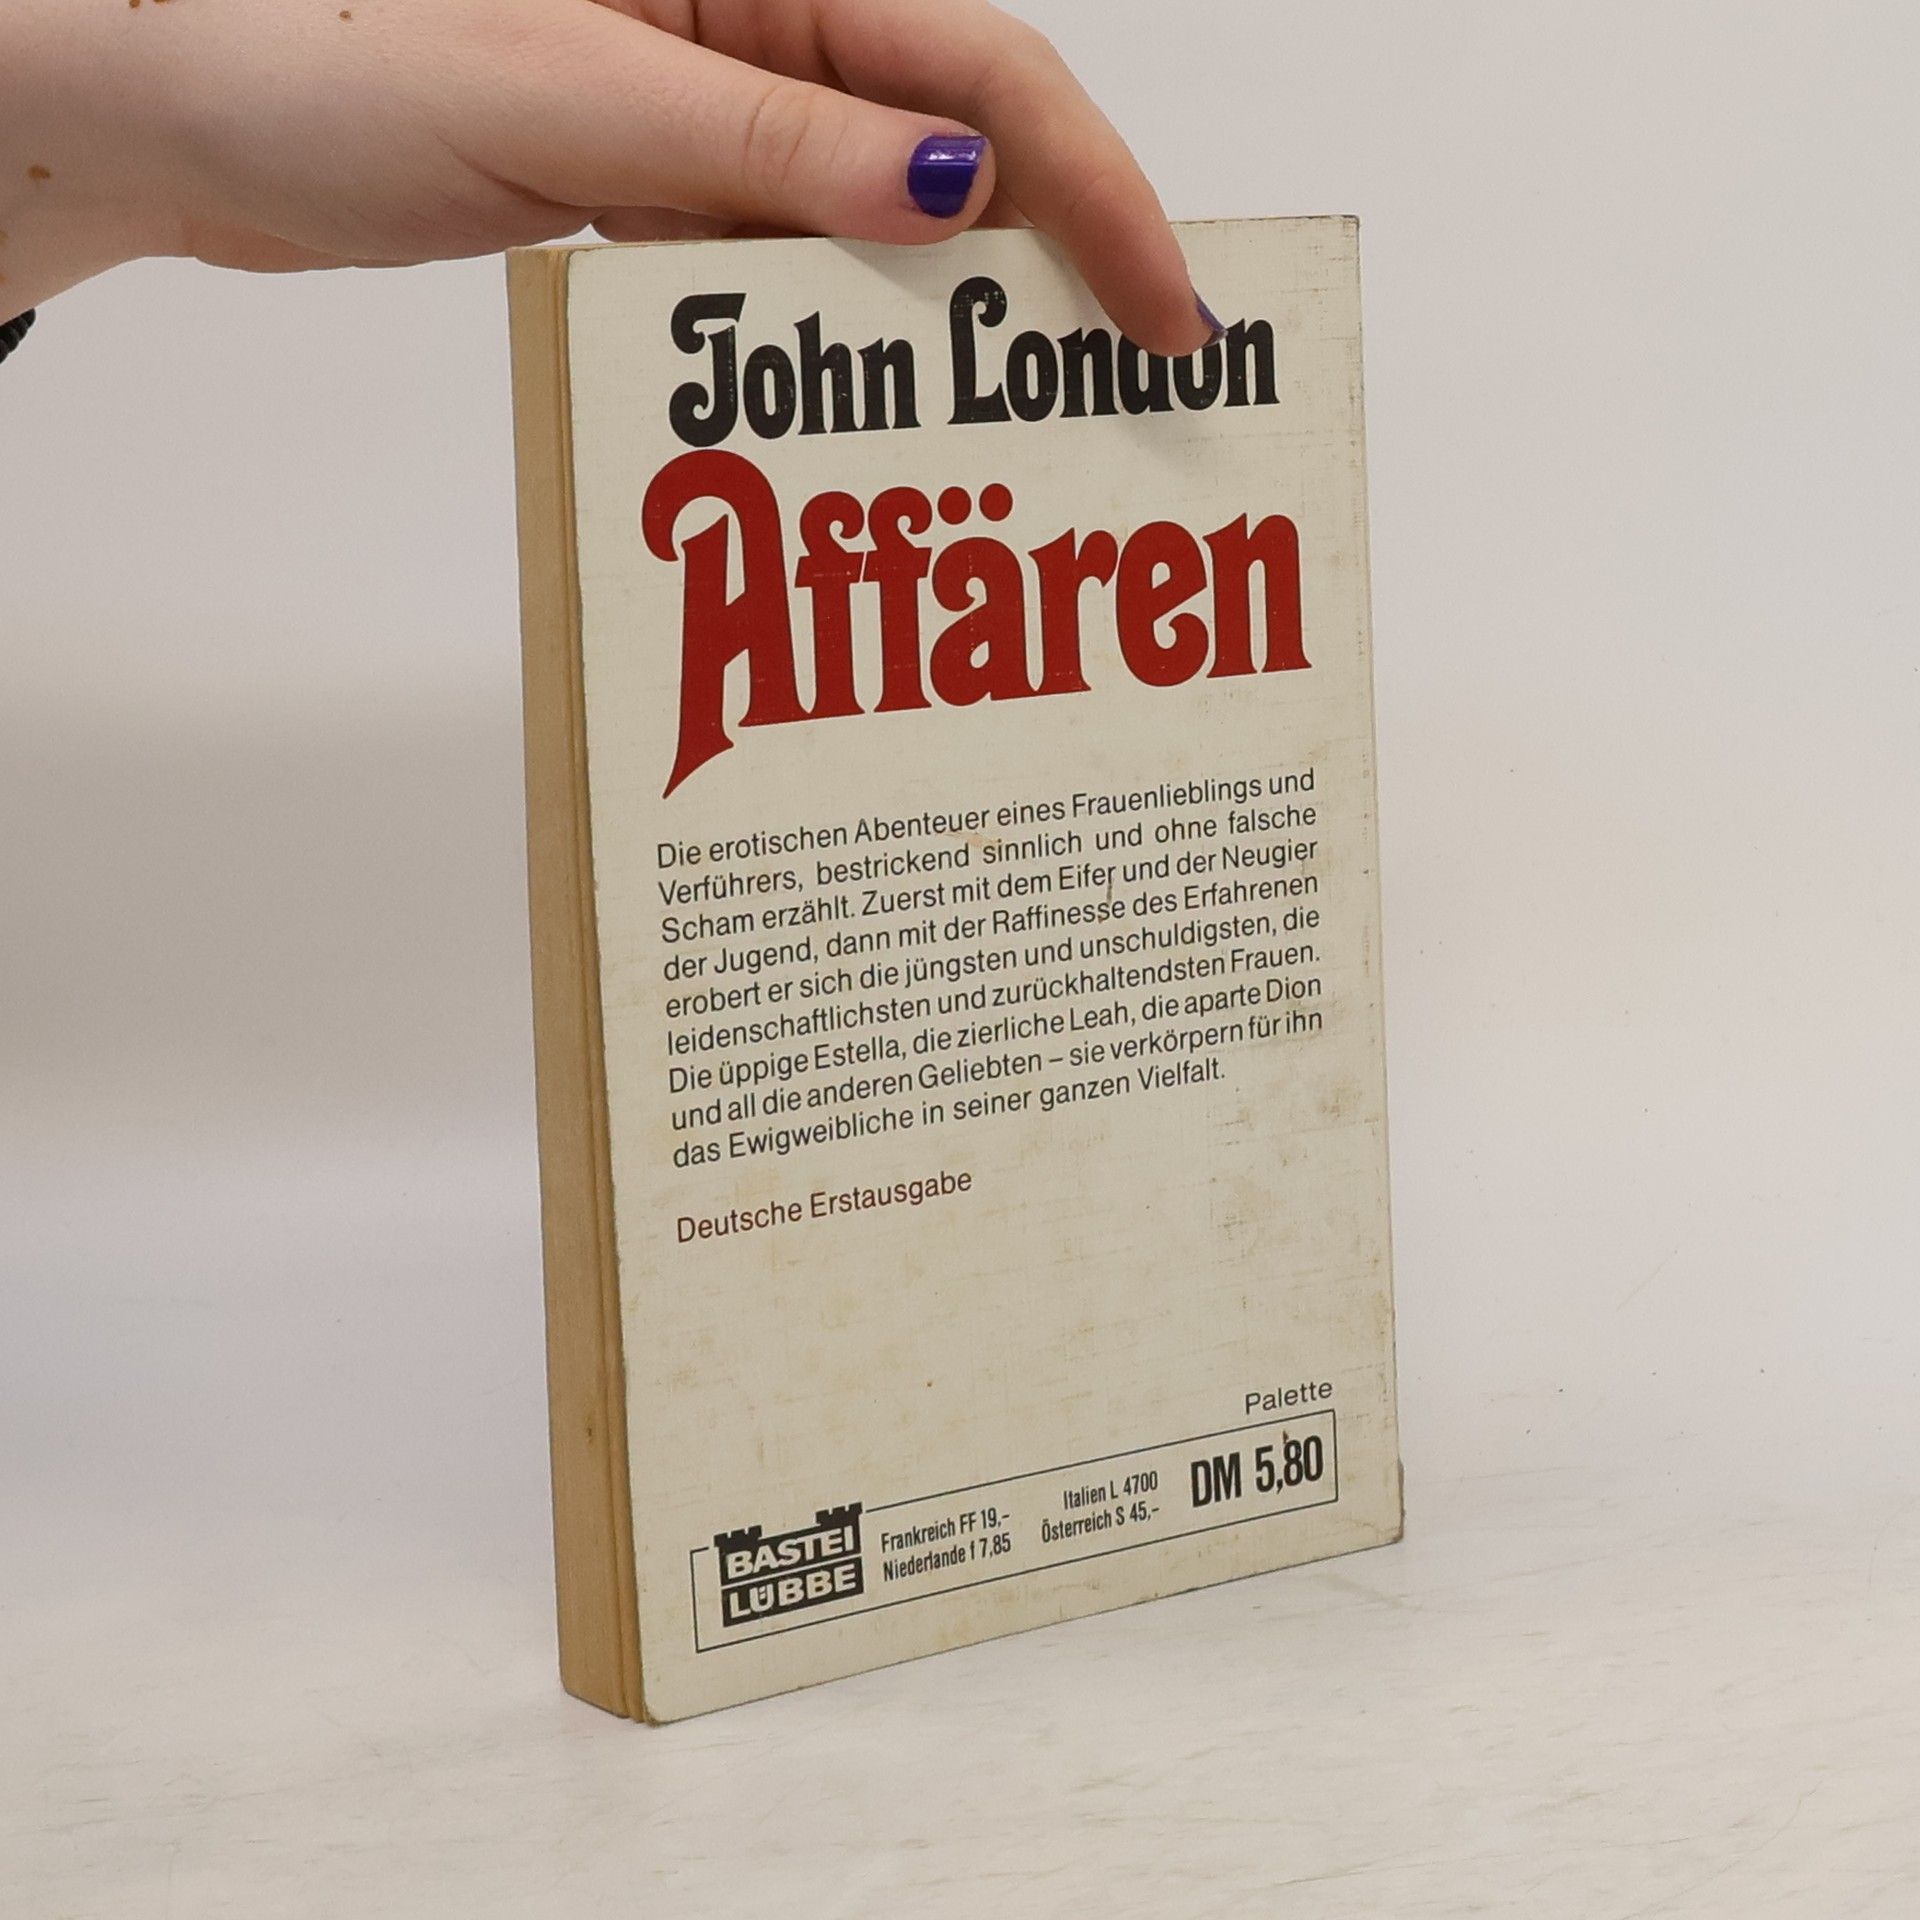 John London
Affären
Die erotischen Abenteuer eines Frauenlieblings und
Verführers, bestrickend sinnlich und ohne falsche
Scham erzählt. Zuerst mit dem Eifer und der Neugier
der Jugend, dann mit der Raffinesse des Erfahrenen
erobert er sich die jüngsten und unschuldigsten, die
leidenschaftlichsten und zurückhaltendsten Frauen.
Die üppige Estella, die zierliche Leah, die aparte Dion
und all die anderen Geliebten – sie verkörpern für ihn
das Ewigweibliche in seiner ganzen Vielfalt.
Deutsche Erstausgabe
Palette
BASTEI
LÜBBE
Frankreich FF 19,-
Niederlande f 7,85
Italien L 4700
Österreich S 45,-
DM 5,80